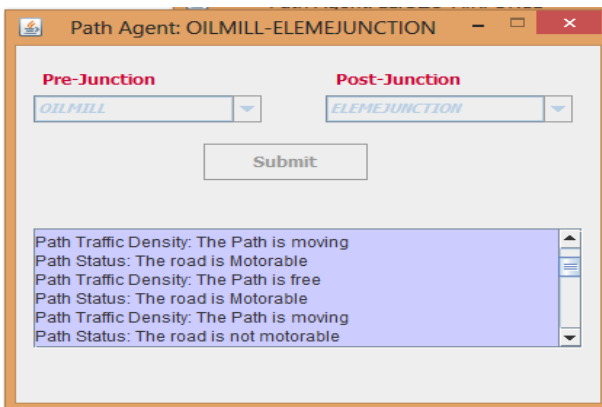 Path Agent: OILMILL-ELEMEJUNCTION
Pre-Junction Post-Junction
OILMILL ELEMEJUNCTION
Submit
Path Traffic Density: The Path is moving
Path Status: The road is Motorable
Path Traffic Density: The Path is free
Path Status: The road is Motorable
Path Traffic Density: The Path is moving
Path Status: The road is not motorable